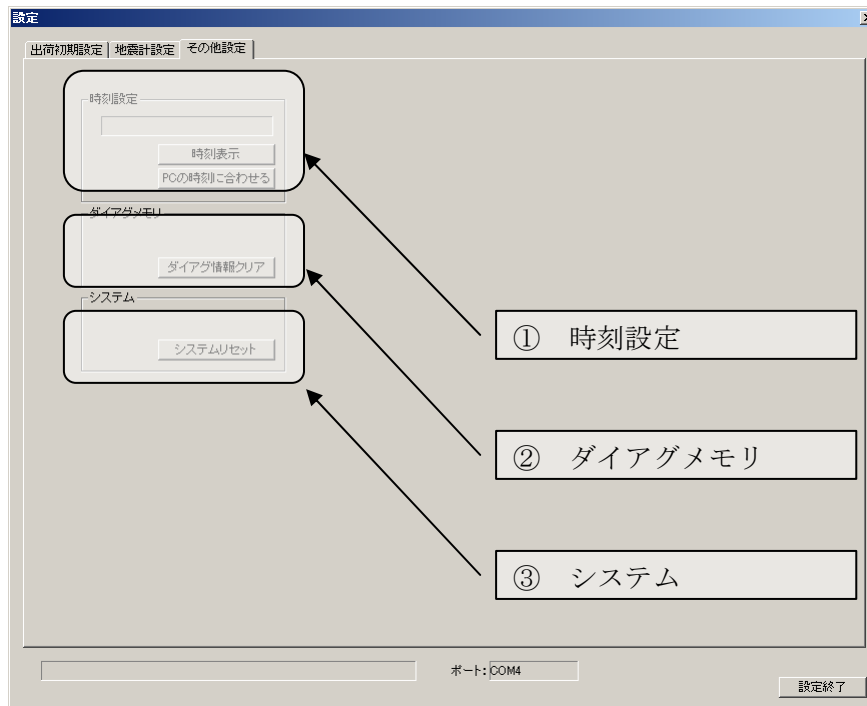 設定
出荷初期設定 地震計設定 その他設定
時刻設定
時刻表示
PCの時刻に合わせる
ダイアグメモリ
ダイアグ情報クリア
システム
システムリセット
① 時刻設定
② ダイアグメモリ
③ システム
ポート: COM4
設定終了